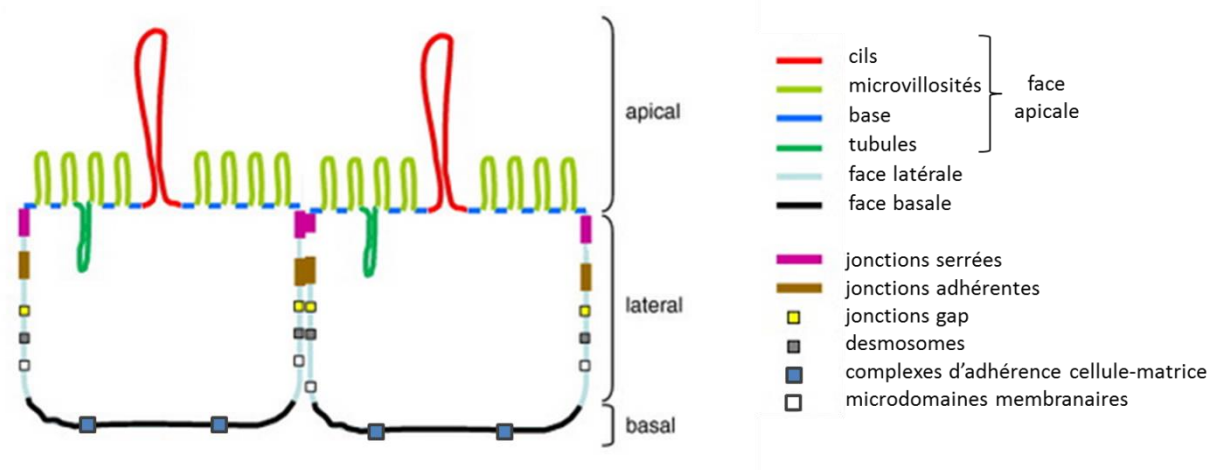 apical
lateral
basal
cils
microvillosités
base
tubules
face
apicale
face latérale
face basale
jonctions serrées
jonctions adhérentes
jonctions gap
desmosomes
complexes d’adhérence cellule-matrice
microdomaines membranaires